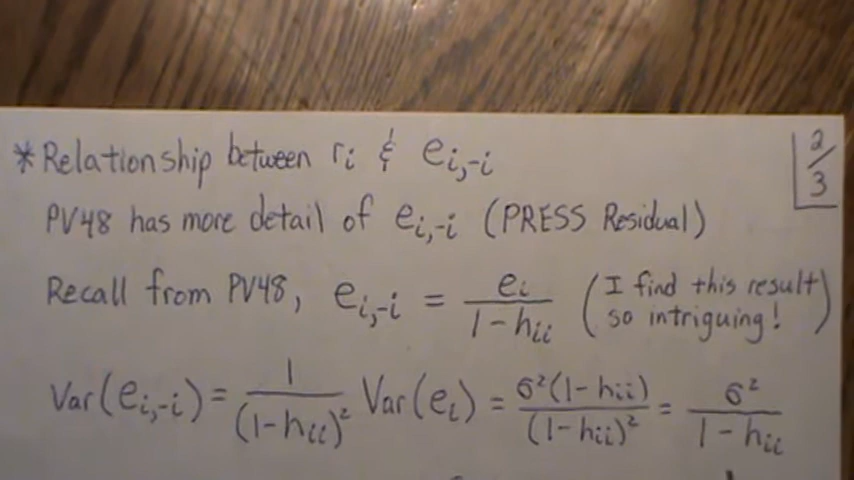 *Relationship between ri & ei,-i
2/3
PV48 has more detail of ei,-i (PRESS Residual)
Recall from PV48, ei,-i = ei/(1-hii) (I find this result so intriguing!)
Var(ei,-i) = 1/(1-hii)² Var(ei) = σ²(1-hii)/(1-hii)² = σ²/(1-hii)